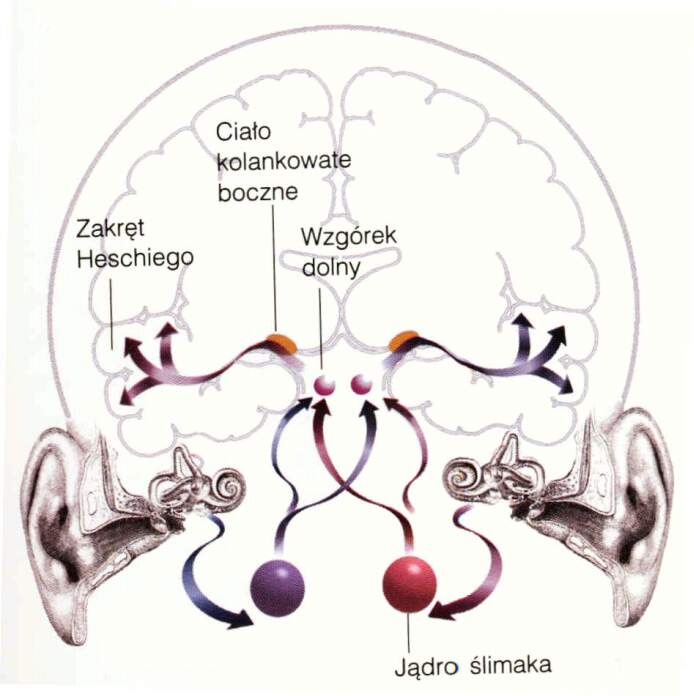 Ciało
kolankowate
boczne
Zakręt
Heschiego
Wzgórek
dolny
Jądro ślimaka